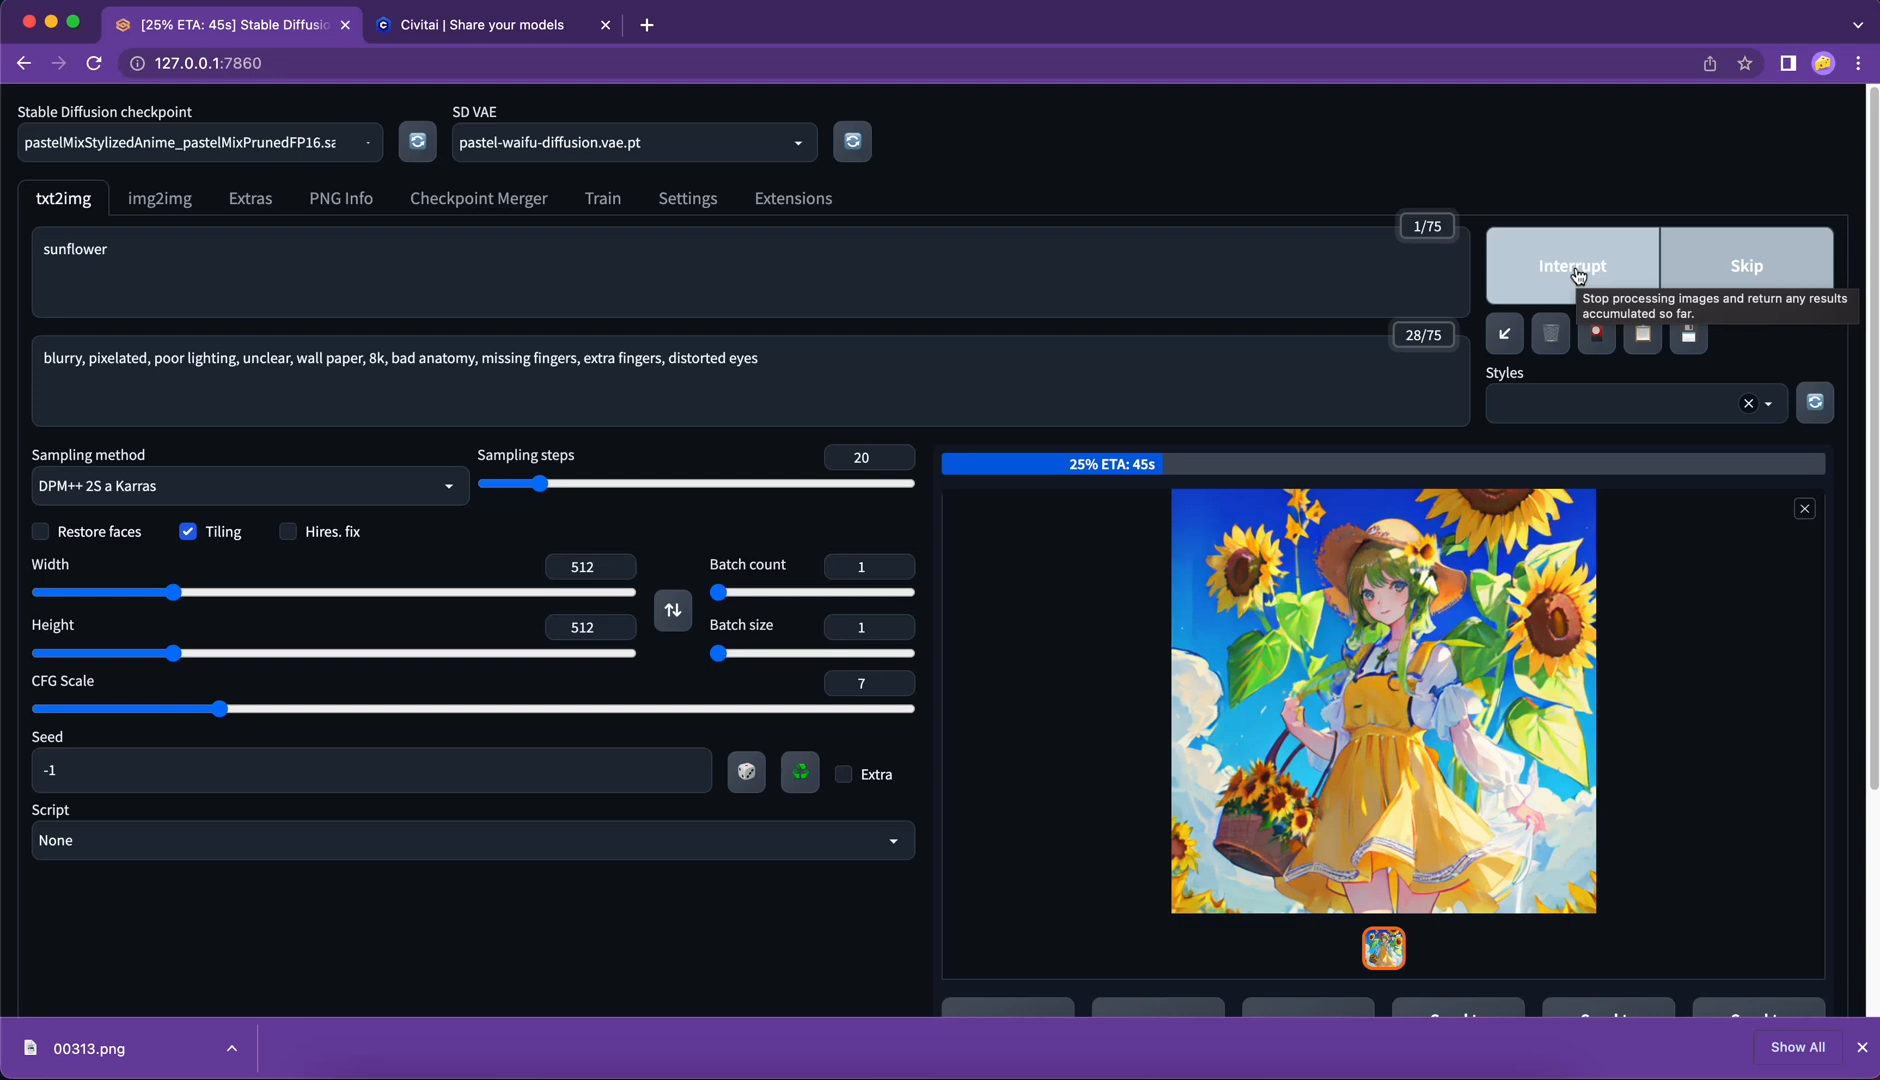 [25% ETA: 45s] Stable Diffusio
Civitai | Share your models
127.0.0.1:7860
Stable Diffusion checkpoint
SD VAE
pastelMixStylizedAnime_pastelMixPrunedFP16.sa
pastel-waifu-diffusion.vae.pt
txt2img
img2img
Extras
PNG Info
Checkpoint Merger
Train
Settings
Extensions
1/75
sunflower
Interrupt
Skip
Stop processing images and return any results
accumulated so far.
28/75
blurry, pixelated, poor lighting, unclear, wall paper, 8k, bad anatomy, missing fingers, extra fingers, distorted eyes
Styles
Sampling method
DPM++ 2S a Karras
Sampling steps
20
25% ETA: 45s
Restore faces
Tiling
Hires. fix
Width
512
Batch count
1
Height
512
Batch size
1
CFG Scale
7
Seed
-1
Extra
Script
None
00313.png
Show All